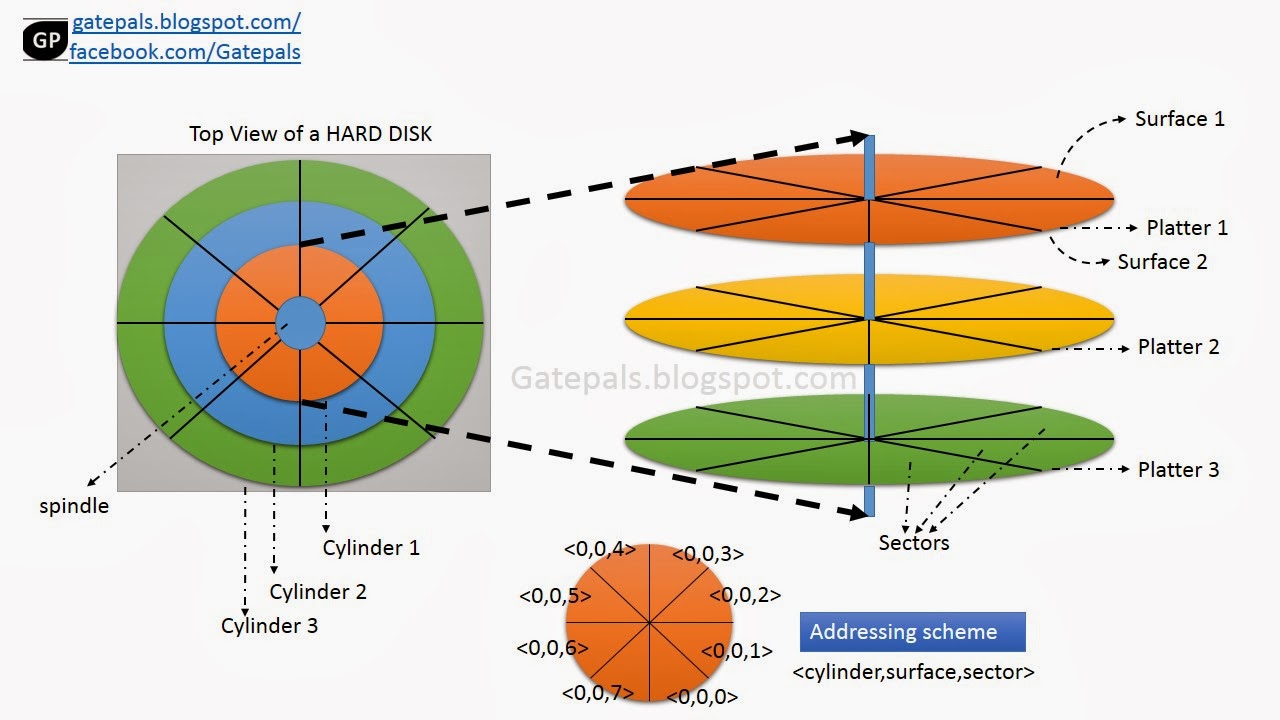 GP
gatepals.blogspot.com/
facebook.com/Gatepals
Top View of a HARD DISK
Surface 1
Platter 1
Surface 2
Platter 2
Gatepals.blogspot.com
Platter 3
spindle
Sectors
Cylinder 1
Cylinder 2
Cylinder 3
<0,0,4>
<0,0,3>
<0,0,5>
<0,0,2>
<0,0,6>
<0,0,1>
<0,0,7>
<0,0,0>
Addressing scheme
<cylinder,surface,sector>